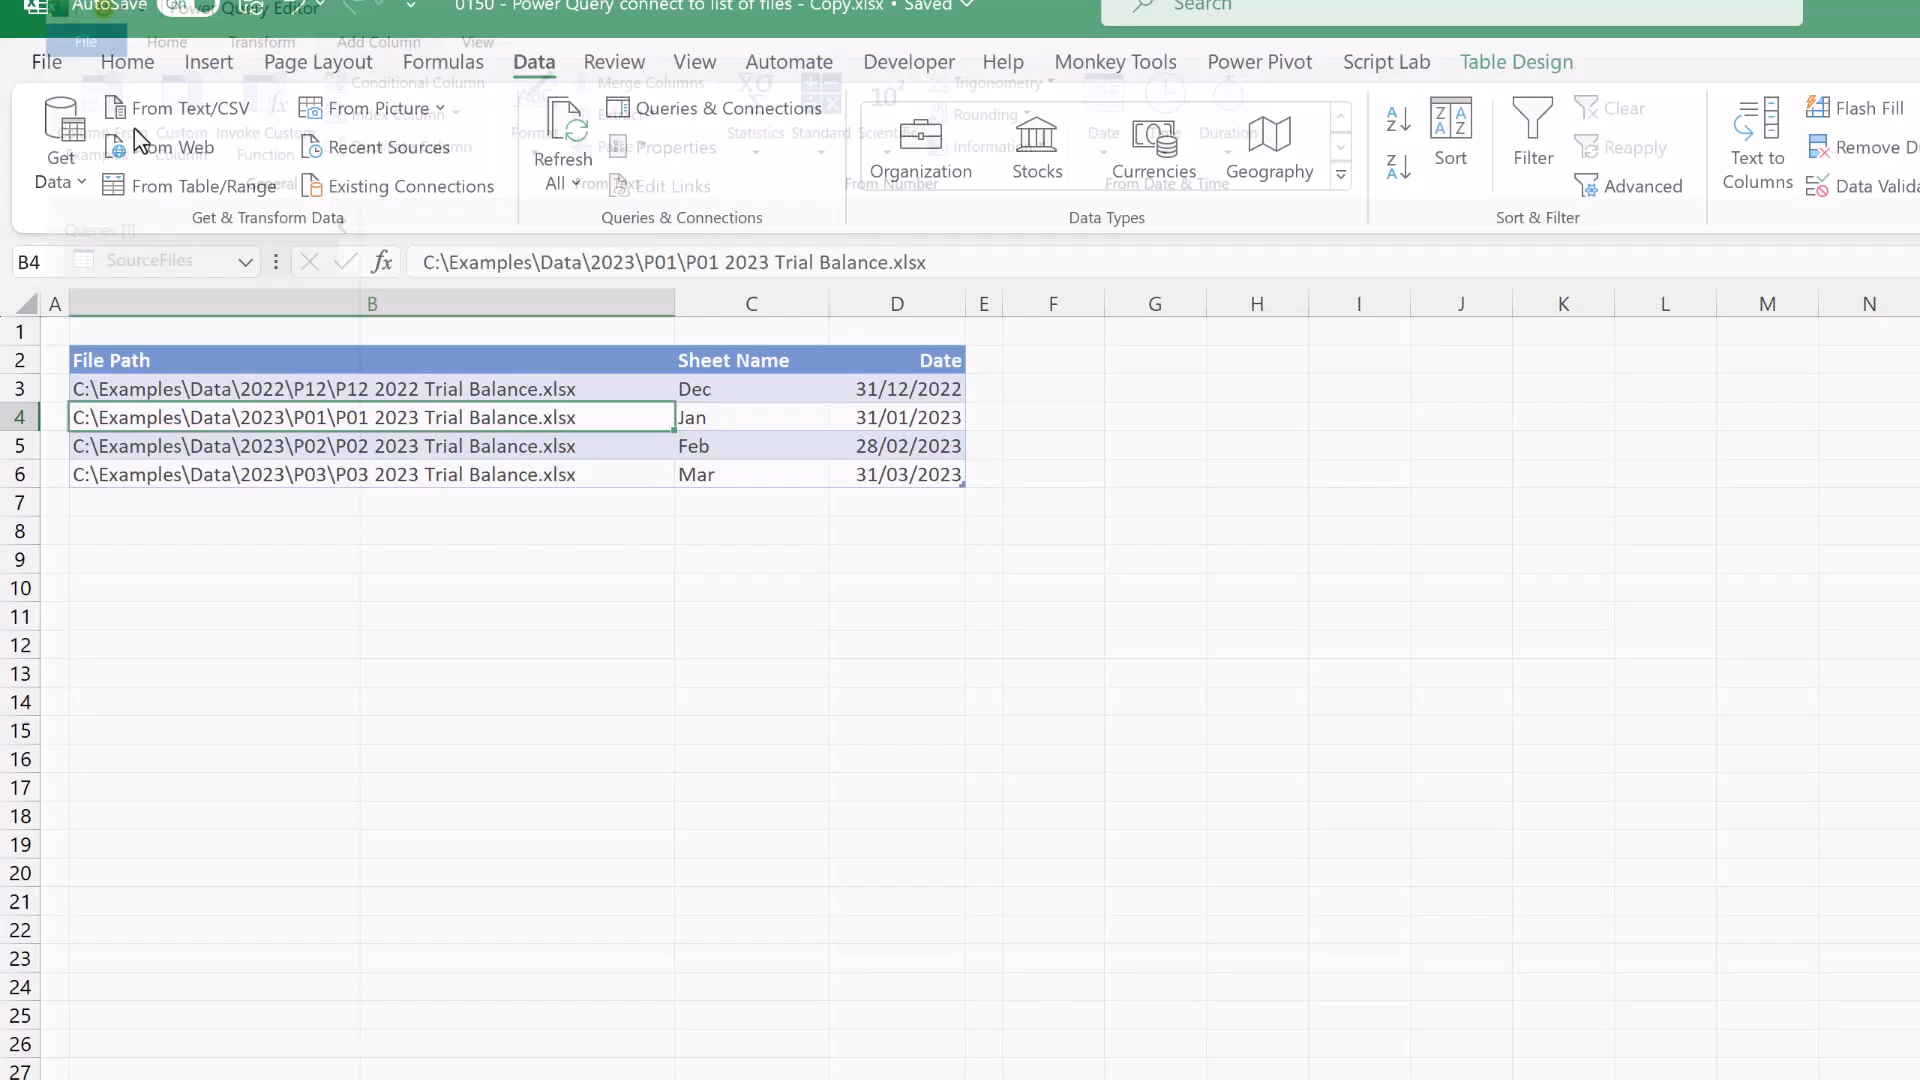 AutoSave On 0150 - Power Query connect to list of files - Copy.xlsx • Saved Search
Power Query Editor
File Home Transform Add Column View
File Home Insert Page Layout Formulas Data Review View Automate Developer Help Monkey Tools Power Pivot Script Lab Table Design
Conditional Column Merge Columns Trigonometry
From Text/CSV From Picture Queries & Connections Clear Flash Fill
Rounding
Custom Invoke Custom Statistics Standard Date Duration
Get From Web Recent Sources Refresh Properties Organization Stocks Currencies Geography Sort Filter Reapply Text to Remove
Function
Data From Table/Range Existing Connections All Edit Links Advanced Columns Data Valida
General From Text From Number From Date & Time
Get & Transform Data Queries & Connections Data Types Sort & Filter
Queries [1]
SourceFiles
B4 fx C:\Examples\Data\2023\P01\P01 2023 Trial Balance.xlsx
A B C D E F G H I J K L M N
1
2 File Path Sheet Name Date
3 C:\Examples\Data\2022\P12\P12 2022 Trial Balance.xlsx Dec 31/12/2022
4 C:\Examples\Data\2023\P01\P01 2023 Trial Balance.xlsx Jan 31/01/2023
5 C:\Examples\Data\2023\P02\P02 2023 Trial Balance.xlsx Feb 28/02/2023
6 C:\Examples\Data\2023\P03\P03 2023 Trial Balance.xlsx Mar 31/03/2023
7
8
9
10
11
12
13
14
15
16
17
18
19
20
21
22
23
24
25
26
27